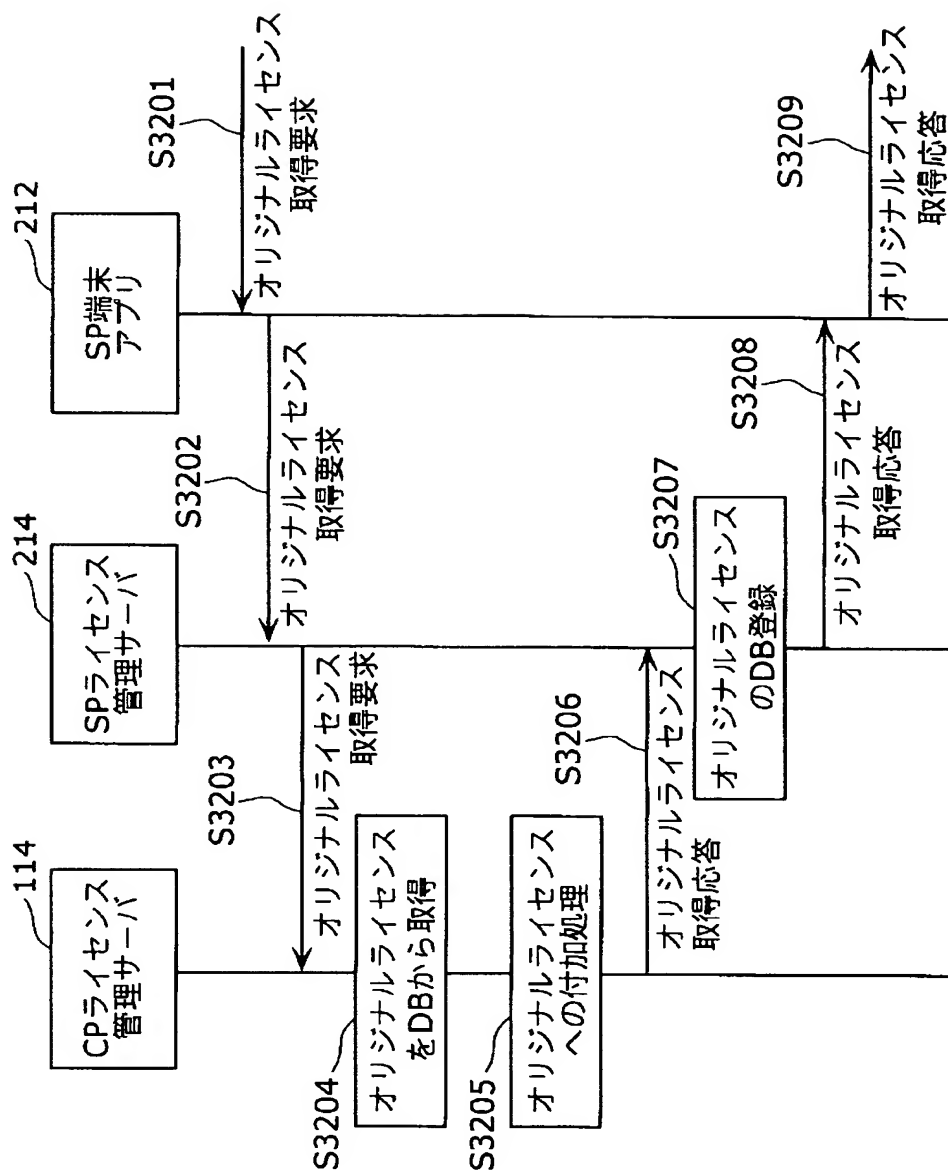 114
CPライセンス
管理サーバ
214
SPライセンス
管理サーバ
212
SP端末
アプリ
S3201
オリジナルライセンス
取得要求
S3202
オリジナルライセンス
取得要求
S3203
オリジナルライセンス
取得要求
S3204
オリジナルライセンス
をDBから取得
S3205
オリジナルライセンス
への付加処理
S3206
オリジナルライセンス
取得応答
S3207
オリジナルライセンス
のDB登録
S3208
オリジナルライセンス
取得応答
S3209
オリジナルライセンス
取得応答